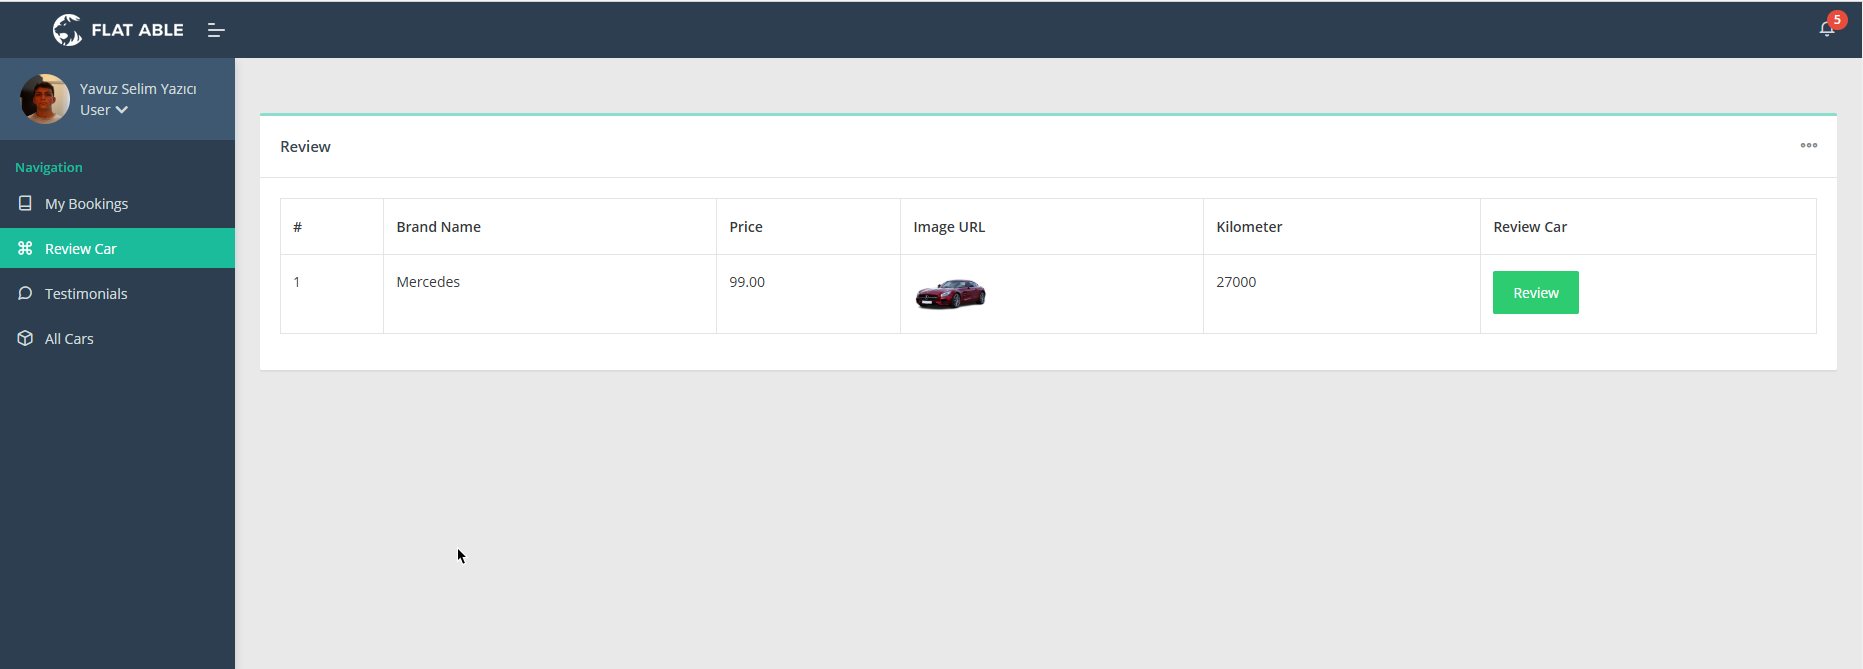 FLAT ABLE
5
Yavuz Selim Yazıcı
User
Navigation
My Bookings
Review Car
Testimonials
All Cars
Review
# Brand Name Price Image URL Kilometer Review Car
1 Mercedes 99.00 27000 Review